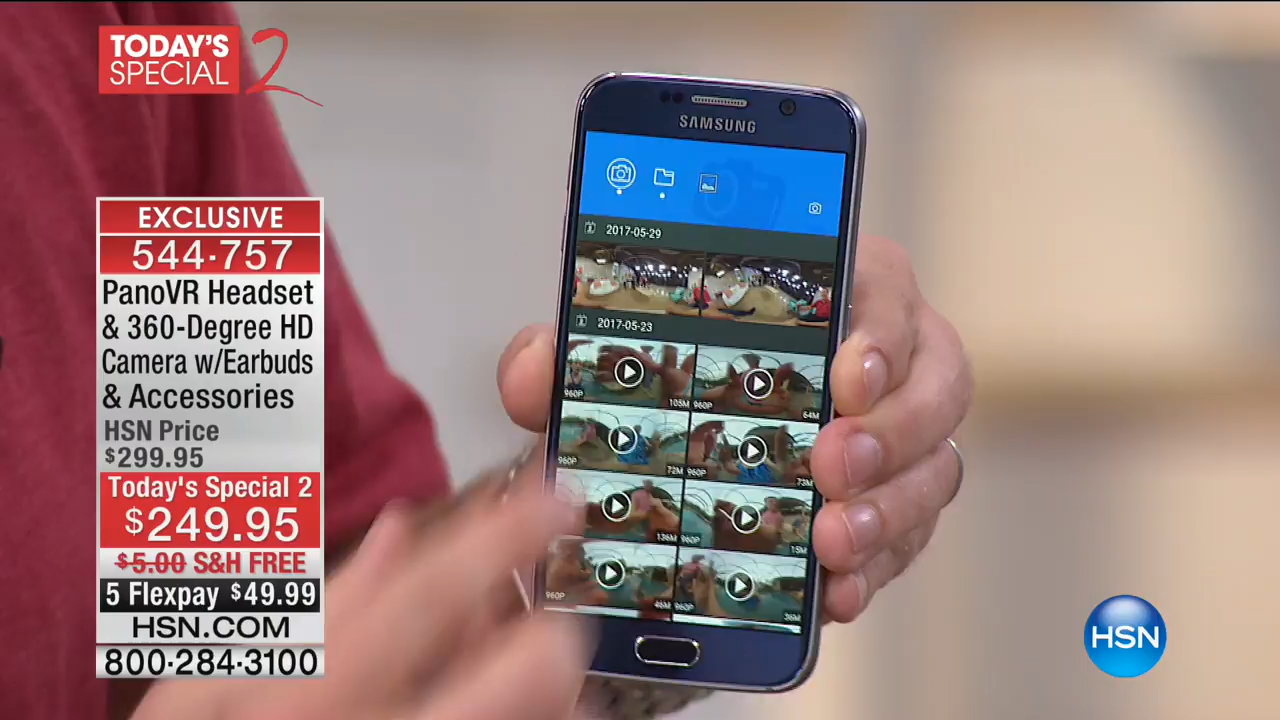 TODAY'S
SPECIAL 2
EXCLUSIVE
544•757
PanoVR Headset
& 360-Degree HD
Camera w/Earbuds
& Accessories
HSN Price
$299.95
Today's Special 2
$249.95
$5.00 S&H FREE
5 Flexpay $49.99
HSN.COM
800•284•3100
SAMSUNG
2017-05-29
2017-05-23
960P 105M 960P 64M
960P 72M 960P 73M
136M 960P 15M
960P 46M 960P 36M
HSN